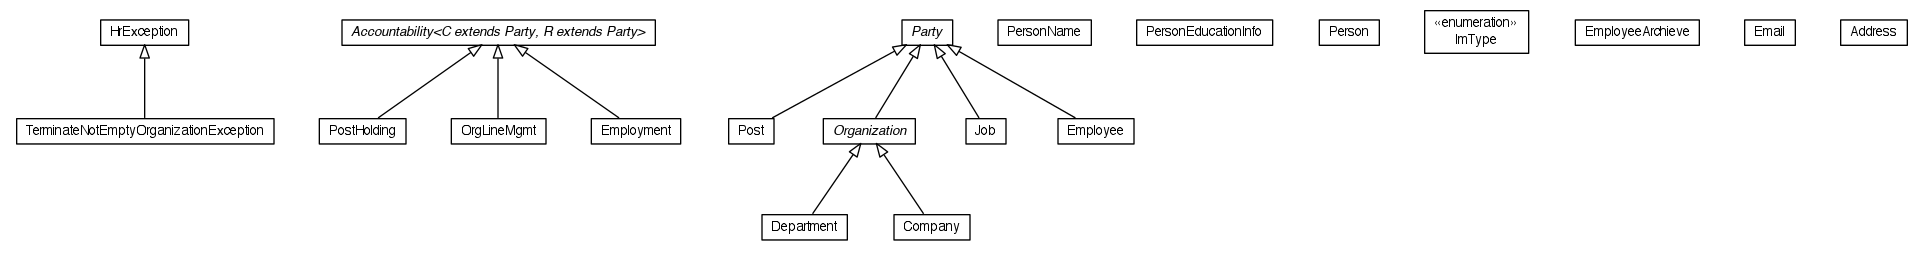 HrException
Accountability<C extends Party, R extends Party>
Party
PersonName
PersonEducationInfo
Person
«enumeration»
ImType
EmployeeArchieve
Email
Address
TerminateNotEmptyOrganizationException
PostHolding
OrgLineMgmt
Employment
Post
Organization
Job
Employee
Department
Company